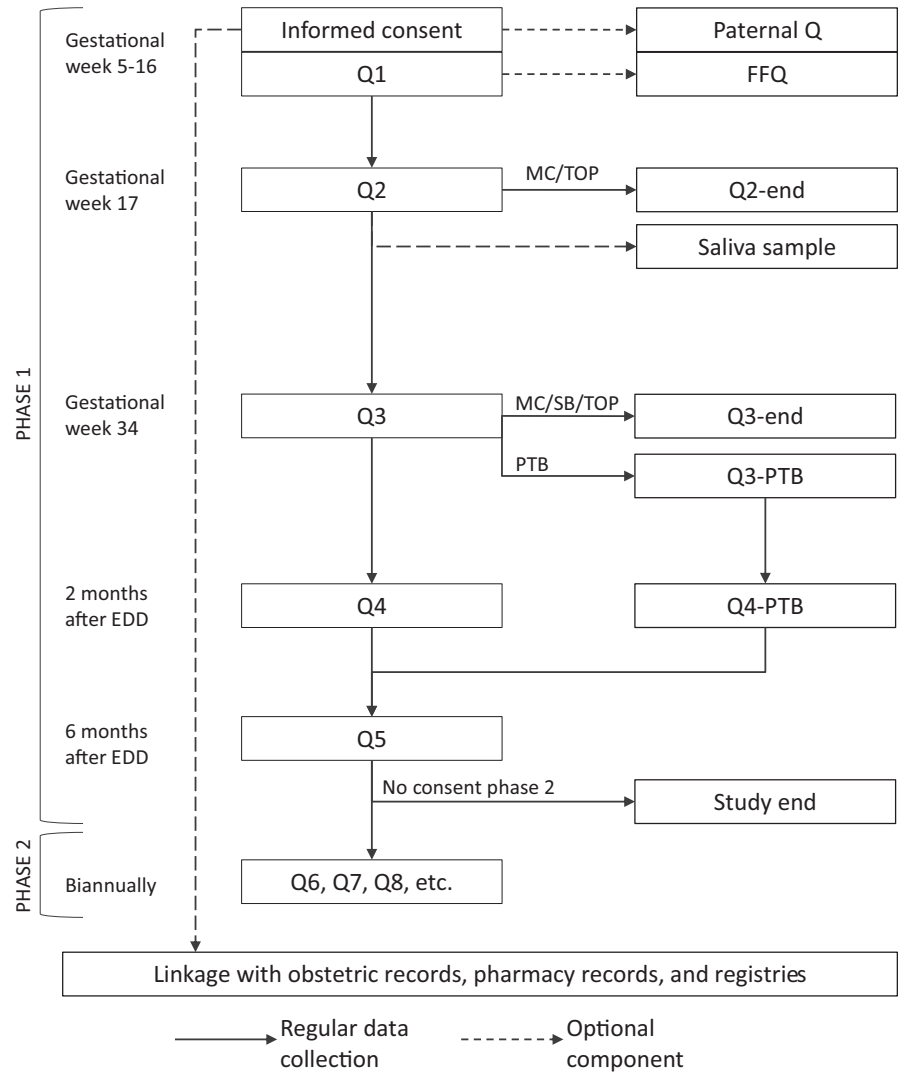 PHASE 1
Gestational
week 5-16
Informed consent
Paternal Q
Q1
FFQ
Gestational
week 17
Q2
MC/TOP
Q2-end
Saliva sample
Gestational
week 34
Q3
MC/SB/TOP
Q3-end
PTB
Q3-PTB
2 months
after EDD
Q4
Q4-PTB
6 months
after EDD
Q5
No consent phase 2
Study end
PHASE 2
Biannually
Q6, Q7, Q8, etc.
Linkage with obstetric records, pharmacy records, and registries
Regular data
collection
Optional
component